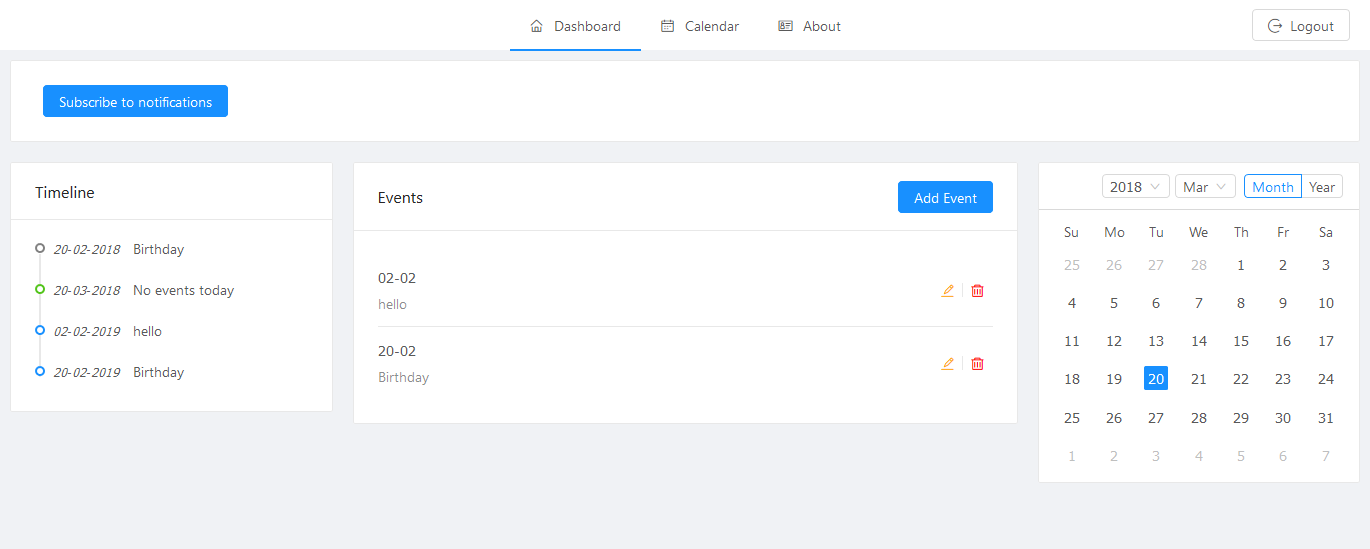 Dashboard Calendar About Logout
Subscribe to notifications
Timeline
20-02-2018 Birthday
20-03-2018 No events today
02-02-2019 hello
20-02-2019 Birthday
Events Add Event
02-02
hello
20-02
Birthday
2018 Mar Month Year
Su Mo Tu We Th Fr Sa
25 26 27 28 1 2 3
4 5 6 7 8 9 10
11 12 13 14 15 16 17
18 19 20 21 22 23 24
25 26 27 28 29 30 31
1 2 3 4 5 6 7